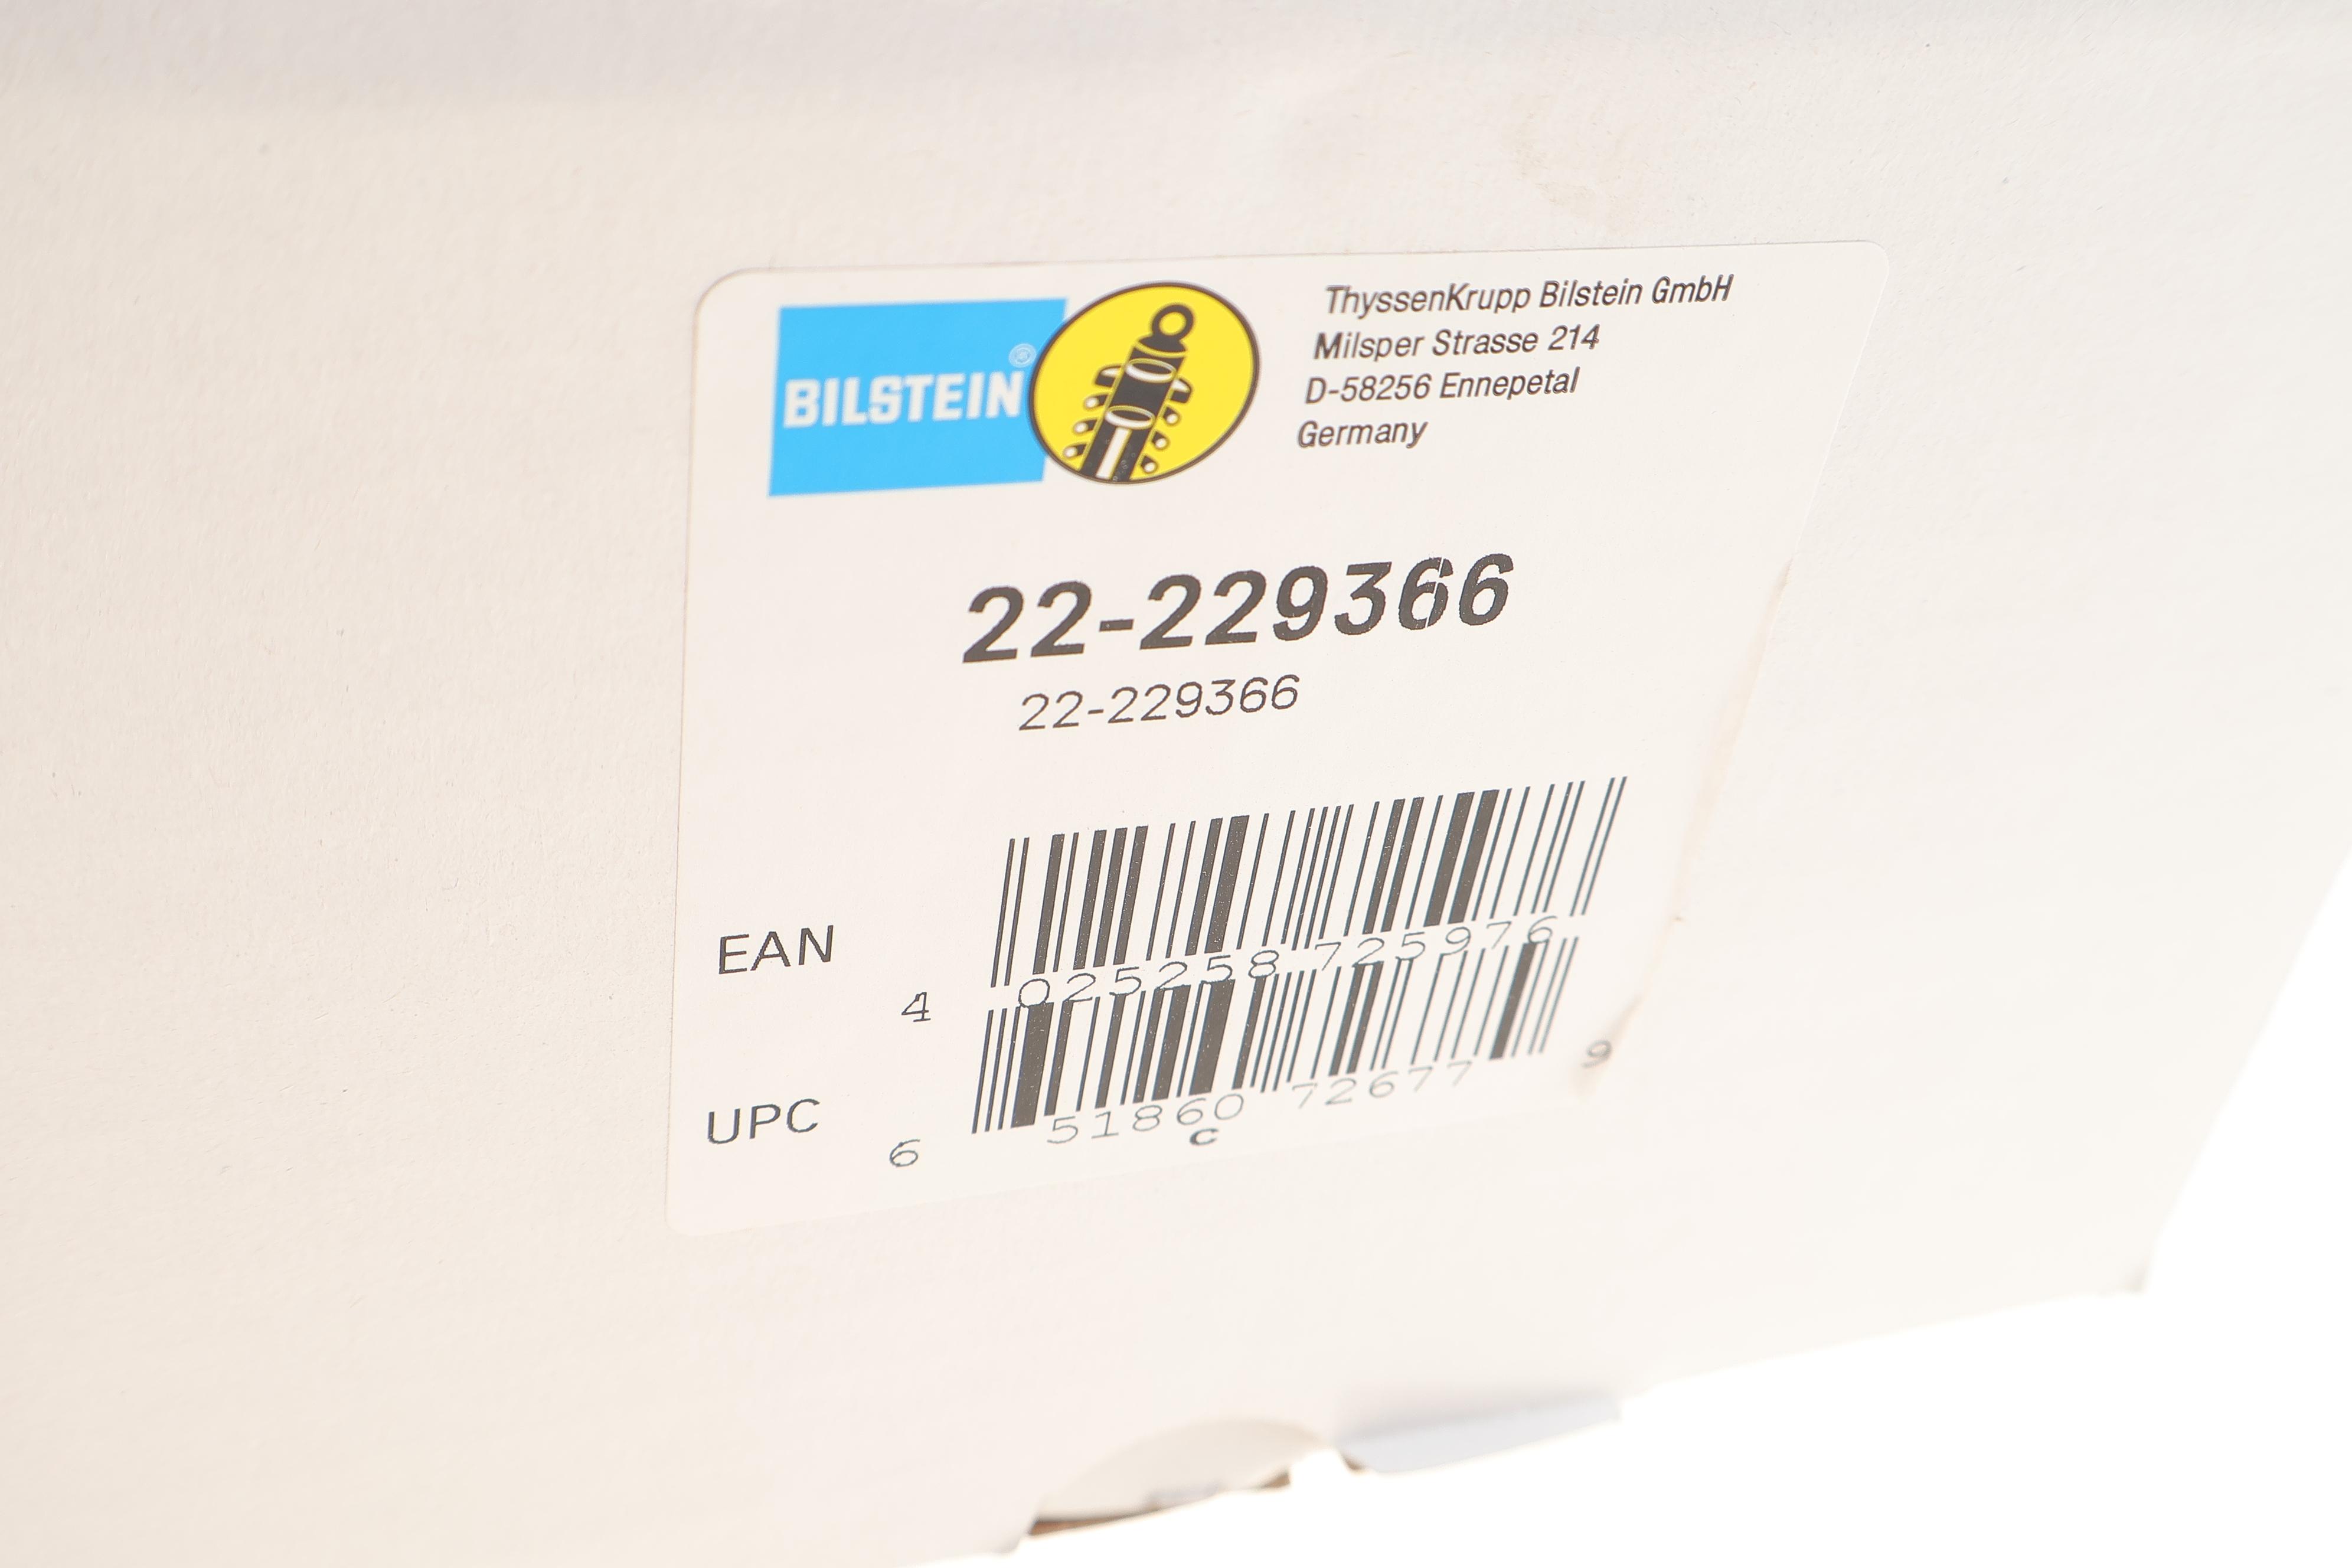 BILSTEIN®
ThyssenKrupp Bilstein GmbH
Milsper Strasse 214
D-58256 Ennepetal
Germany
22-229366
22-229366
EAN
4 025258 725976
UPC
6 51860 72677 9
C